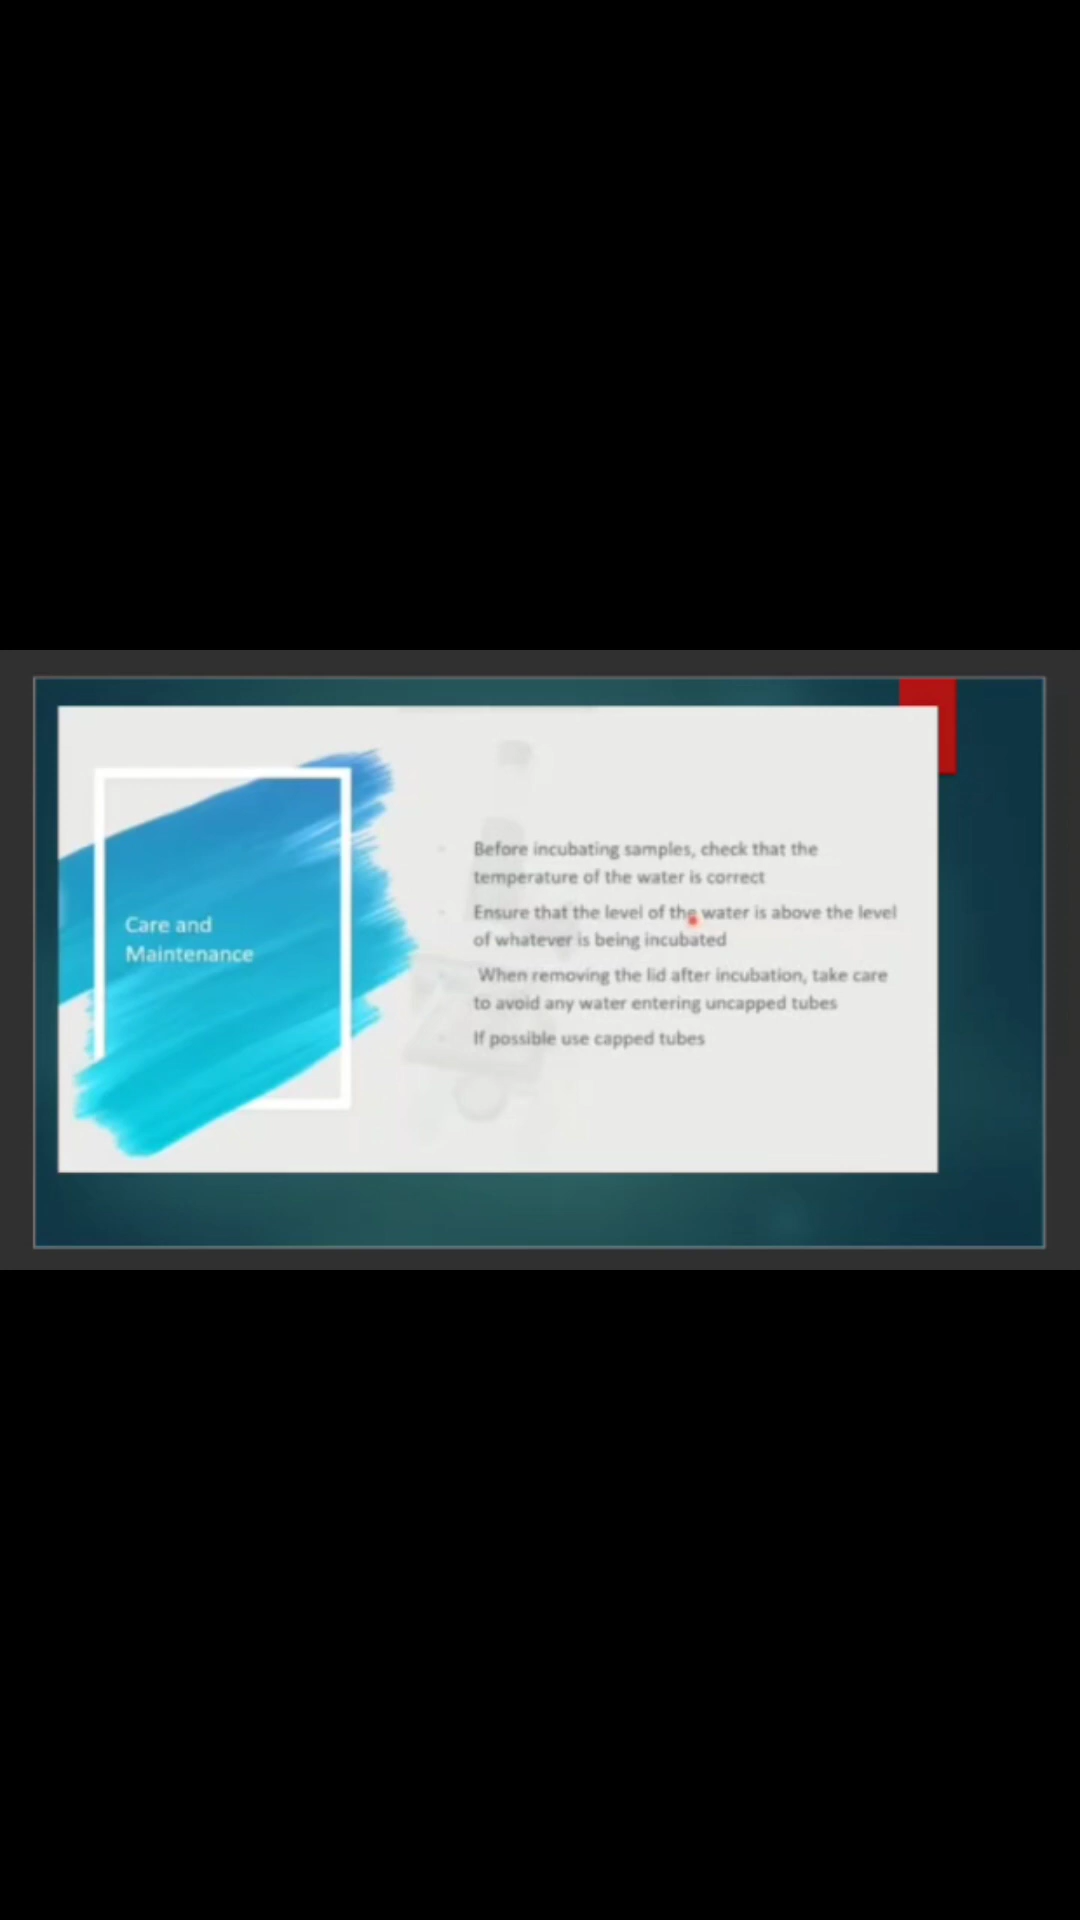 Care and
Maintenance
Before incubating samples, check that the
temperature of the water is correct
Ensure that the level of the water is above the level
of whatever is being incubated
When removing the lid after incubation, take care
to avoid any water entering uncapped tubes
If possible use capped tubes